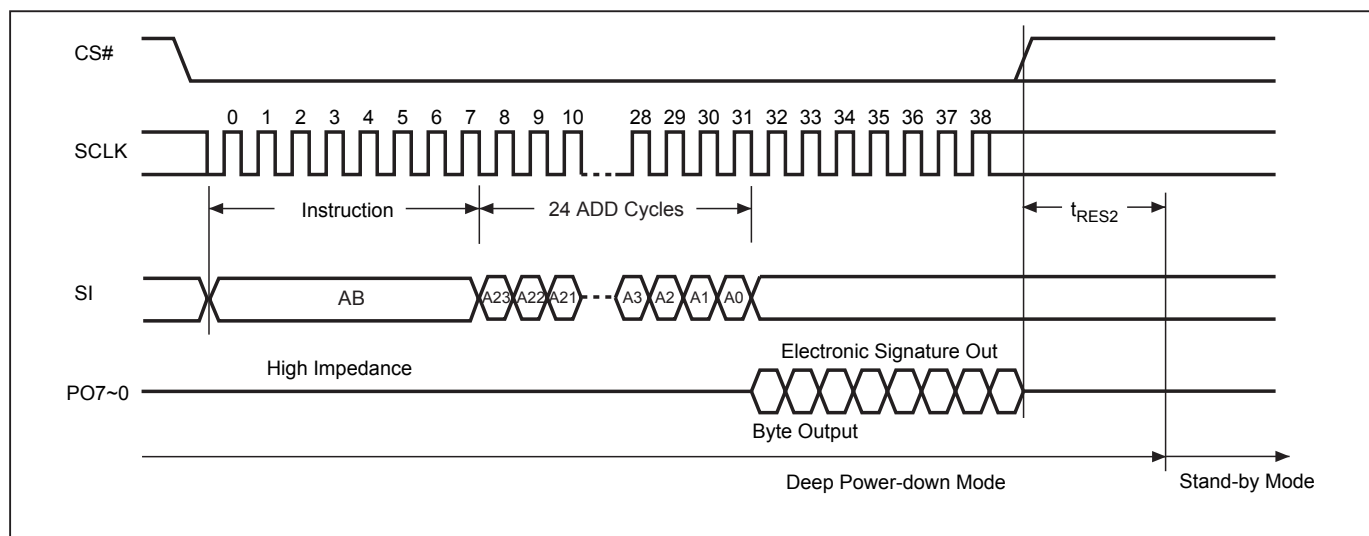 CS#
0 1 2 3 4 5 6 7 8 9 10 28 29 30 31 32 33 34 35 36 37 38
SCLK
Instruction 24 ADD Cycles tRES2
SI AB A23 A22 A21 A3 A2 A1 A0
High Impedance Electronic Signature Out
PO7~0
Byte Output
Deep Power-down Mode Stand-by Mode